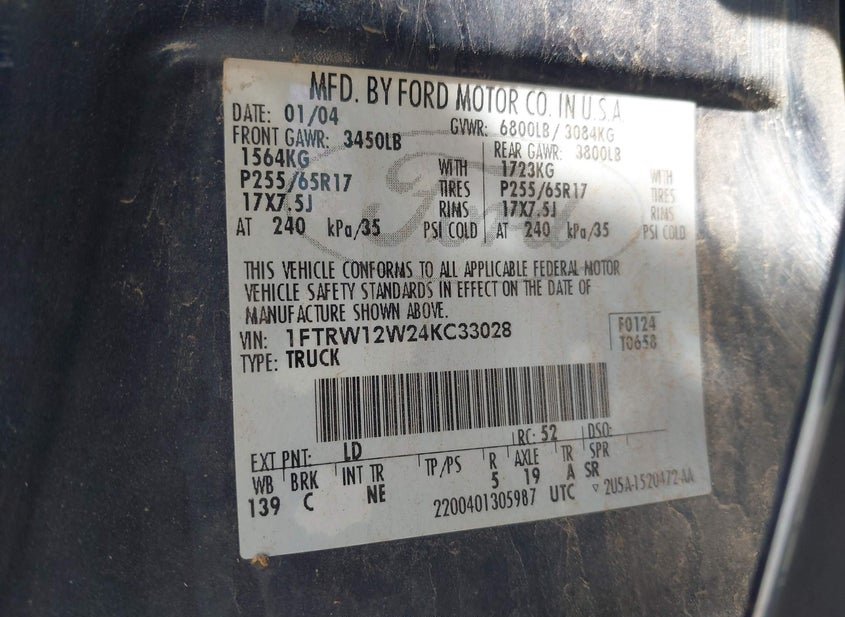 MFD. BY FORD MOTOR CO. IN U.S.A
DATE: 01/04 GVWR: 6800LB/ 3084KG
FRONT GAWR: 3450LB REAR GAWR: 3800LB
1564KG WITH 1723KG WITH
P255/65R17 TIRES P255/65R17 TIRES
17X7.5J RIMS 17X7.5J RIMS
AT 240 kPa/35 PSI COLD AT 240 kPa/35 PSI COLD
Ford
THIS VEHICLE CONFORMS TO ALL APPLICABLE FEDERAL MOTOR
VEHICLE SAFETY STANDARDS IN EFFECT ON THE DATE OF
MANUFACTURE SHOWN ABOVE.
VIN: 1FTRW12W24KC33028 F0124
TYPE: TRUCK T0658
EXT PNT: LD RC: 52 DSO:
WB BRK INT TR TP/PS R AXLE TR SPR
139 C NE 5 19 A SR
2200401305987 UTC ▽ 2U5A-1520472-AA